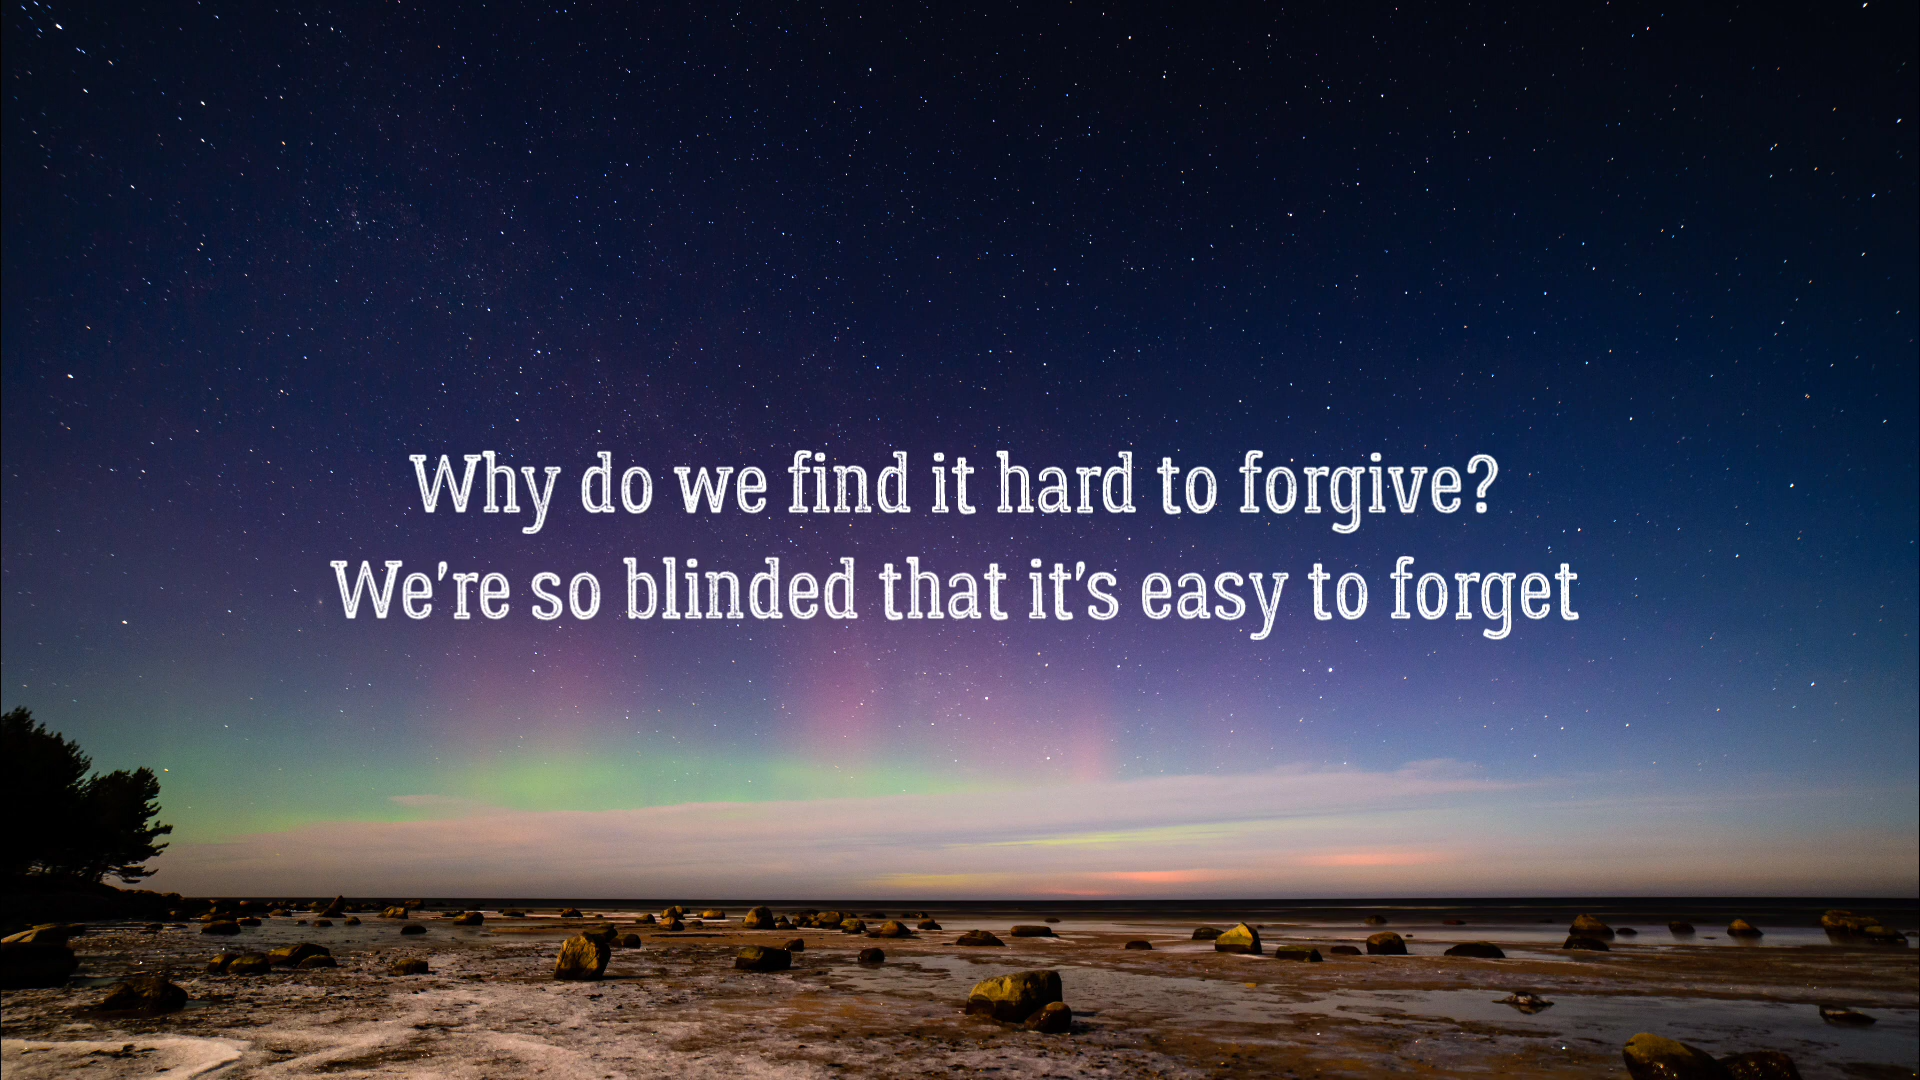 Why do we find it hard to forgive?
We're so blinded that it's easy to forget